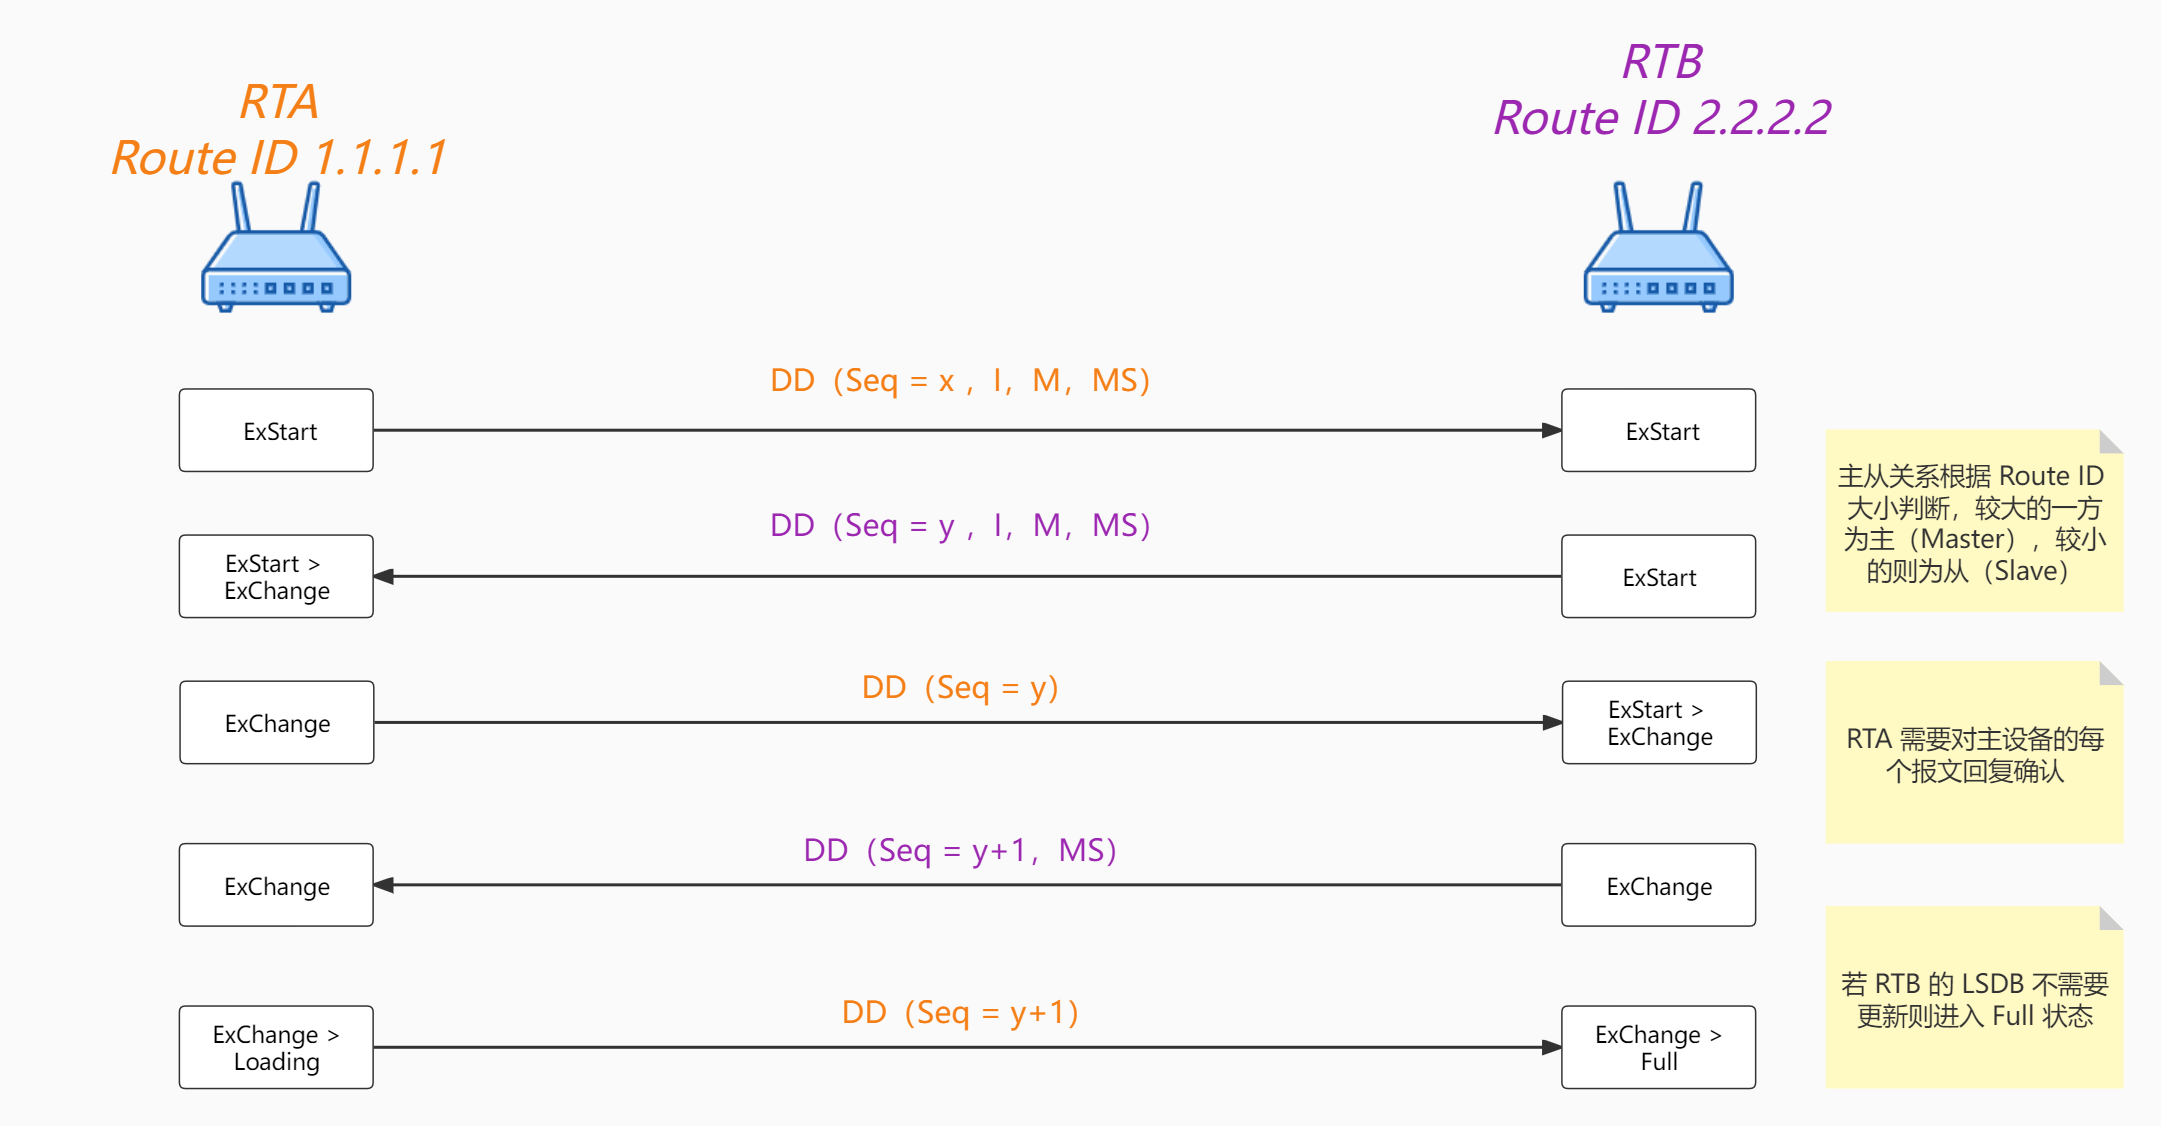 RTA
Route ID 1.1.1.1
RTB
Route ID 2.2.2.2
DD（Seq = x ，I，M，MS）
ExStart
ExStart
主从关系根据 Route ID
大小判断，较大的一方
为主（Master），较小
的则为从（Slave）
DD（Seq = y ，I，M，MS）
ExStart >
ExChange
ExStart
DD（Seq = y）
ExChange
ExStart >
ExChange
RTA 需要对主设备的每
个报文回复确认
DD（Seq = y+1，MS）
ExChange
ExChange
DD（Seq = y+1）
ExChange >
Loading
ExChange >
Full
若 RTB 的 LSDB 不需要
更新则进入 Full 状态